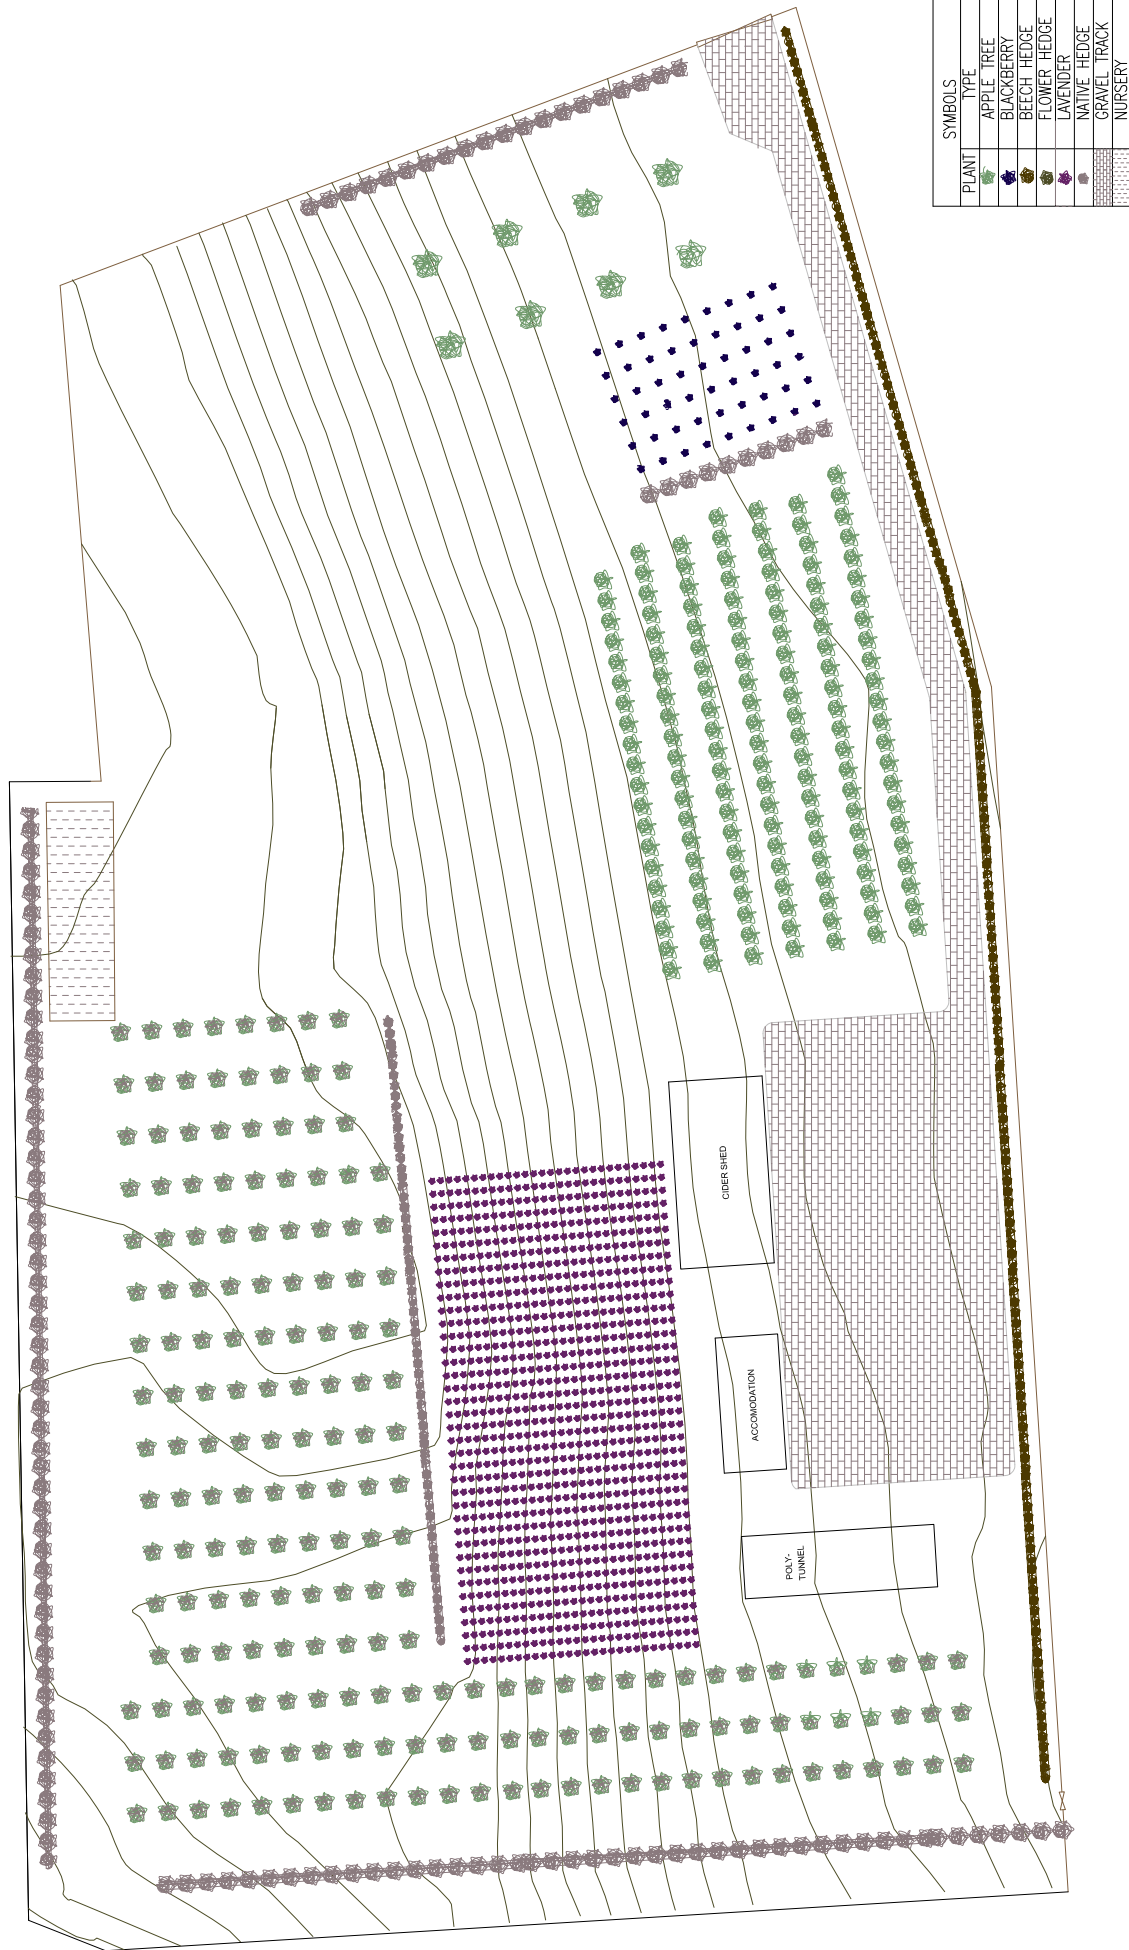 SYMBOLS
PLANT TYPE
APPLE TREE
BLACKBERRY
BEECH HEDGE
FLOWER HEDGE
LAVENDER
NATIVE HEDGE
GRAVEL TRACK
NURSERY
CIDER SHED
ACCOMODATION
POLY-
TUNNEL